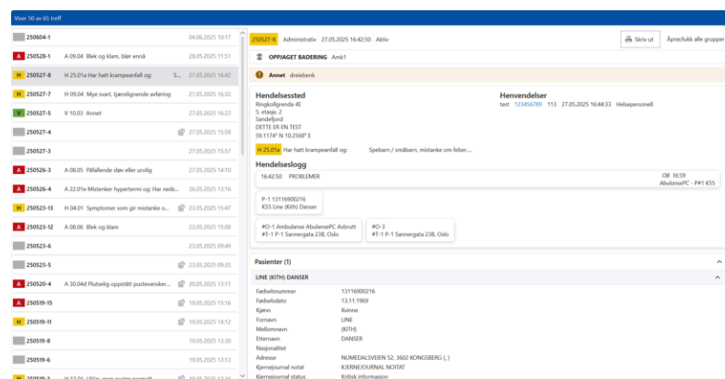 Viser 50 av 65 treff
250604-1 04.06.2025 10:17
A 250528-1 A 09.04 Blek og klam, blør ennå 28.05.2025 11:51
H 250527-8 H 25.01a Har hatt krampeanfall og: S... 27.05.2025 16:42
H 250527-7 H 09.04 Mye svart, tjærelignende avføring 27.05.2025 16:32
V 250527-5 V 10.03 Annet 27.05.2025 16:23
250527-4 27.05.2025 15:58
250527-3 27.05.2025 15:57
A 250526-3 A 08.05 Påfallende sløv eller urolig 27.05.2025 14:10
A 250526-4 A 22.01e Mistenker hypertermi og: Har neds... 26.05.2025 13:16
H 250523-13 H 04.01 Symptomer som gir mistanke o... 23.05.2025 15:47
A 250523-12 A 08.06 Blek og klam 23.05.2025 15:08
250523-6 23.05.2025 09:49
250523-5 23.05.2025 09:35
A 250520-4 A 30.04d Plutselig oppstått pustevansker... 20.05.2025 13:11
A 250519-15 19.05.2025 15:16
H 250519-11 19.05.2025 14:12
250519-8 19.05.2025 13:30
250519-6 19.05.2025 13:13
250527-8 Administrativ 27.05.2025 16:42:50 Aktiv
Skriv ut Åpne/lukk alle grupper
OPPJAGET BADERING Amk1
Annet dreiebenk
Hendelsessted
Ringkollgrenda 4E
5. etasje, 2
Sandefjord
DETTE ER EN TEST
59.1174° N 10.2568° E
Henvendelser
test 123456789 113 27.05.2025 16:44:33 Helsepersonell
H 25.01a Har hatt krampeanfall og: Spebarn / småbarn, mistanke om feber,...
Hendelseslogg
16:42:50 PROBLEMER
OB 16:59
AbulansePC - P#1 K55
P-1 13116900216
K55 Line (Kith) Danser
#O-1 Ambulanse AbulansePC Avbrutt
#T-1 P-1 Sannergata 23B, Oslo
#O-3
#T-1 P-1 Sannergata 23B, Oslo
Pasienter (1)
LINE (KITH) DANSER
Fødselsnummer 13116900216
Fødselsdato 13.11.1969
Kjønn Kvinne
Fornavn LINE
Mellomnavn (KITH)
Etternavn DANSER
Nasjonalitet
Adresse NUMEDALSVEIEN 52, 3602 KONGSBERG (, )
Kjernejournal notat KJERNEJOURNAL NOTAT
Kjernejournal status Kritisk informasjon